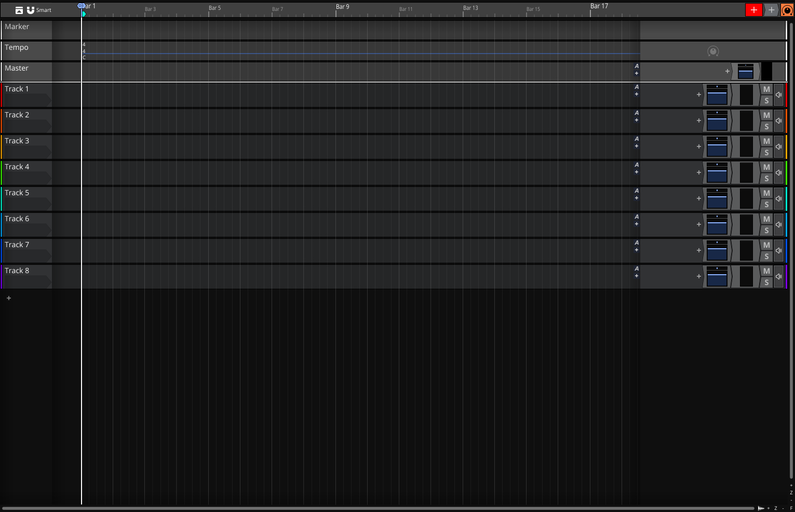 Smart
Bar 1
Bar 3
Bar 5
Bar 7
Bar 9
Bar 11
Bar 13
Bar 15
Bar 17
Marker
Tempo
4
4
C
Master
A
Track 1
A
M
S
Track 2
A
M
S
Track 3
A
M
S
Track 4
A
M
S
Track 5
A
M
S
Track 6
A
M
S
Track 7
A
M
S
Track 8
A
M
S
+
Z
Z
F